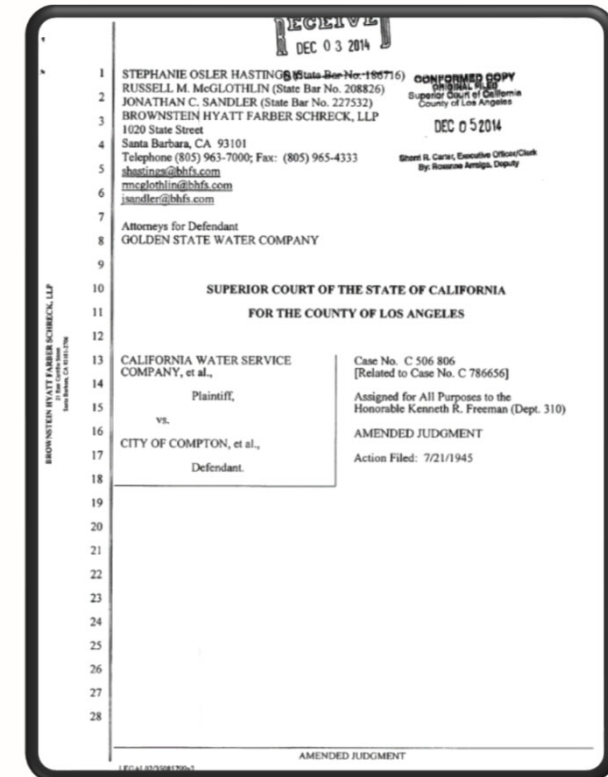 RECEIVED
DEC 03 2014
CONFORMED COPY
ORIGINAL FILED
Superior Court of California
County of Los Angeles
DEC 05 2014
Sherri R. Carter, Executive Officer/Clerk
By: Roxanne Arraiga, Deputy
1 STEPHANIE OSLER HASTINGS (State Bar No. 186716)
RUSSELL M. McGLOTHLIN (State Bar No. 208826)
2 JONATHAN C. SANDLER (State Bar No. 227532)
3 BROWNSTEIN HYATT FARBER SCHRECK, LLP
1020 State Street
4 Santa Barbara, CA 93101
Telephone (805) 963-7000; Fax: (805) 965-4333
5 shastings@bhfs.com
rmcglothlin@bhfs.com
6 jsandler@bhfs.com
7 Attorneys for Defendant
8 GOLDEN STATE WATER COMPANY
9
10 SUPERIOR COURT OF THE STATE OF CALIFORNIA
11 FOR THE COUNTY OF LOS ANGELES
12
13 CALIFORNIA WATER SERVICE
COMPANY, et al.,
14 Plaintiff,
15 vs.
16 CITY OF COMPTON, et al.,
17 Defendant.
18
Case No. C 506 806
[Related to Case No. C 786656]
Assigned for All Purposes to the
Honorable Kenneth R. Freeman (Dept. 310)
AMENDED JUDGMENT
Action Filed: 7/21/1945
19
20
21
22
23
24
25
26
27
28
BROWNSTEIN HYATT FARBER SCHRECK, LLP
Santa Barbara, CA
AMENDED JUDGMENT